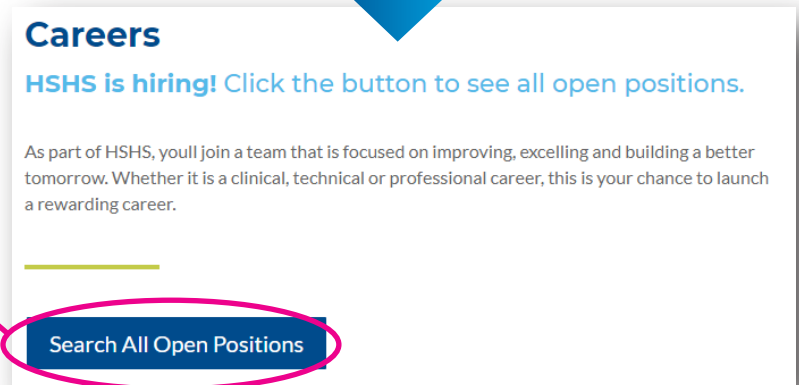 Careers
HSHS is hiring! Click the button to see all open positions.
As part of HSHS, youll join a team that is focused on improving, excelling and building a better
tomorrow. Whether it is a clinical, technical or professional career, this is your chance to launch
a rewarding career.
Search All Open Positions